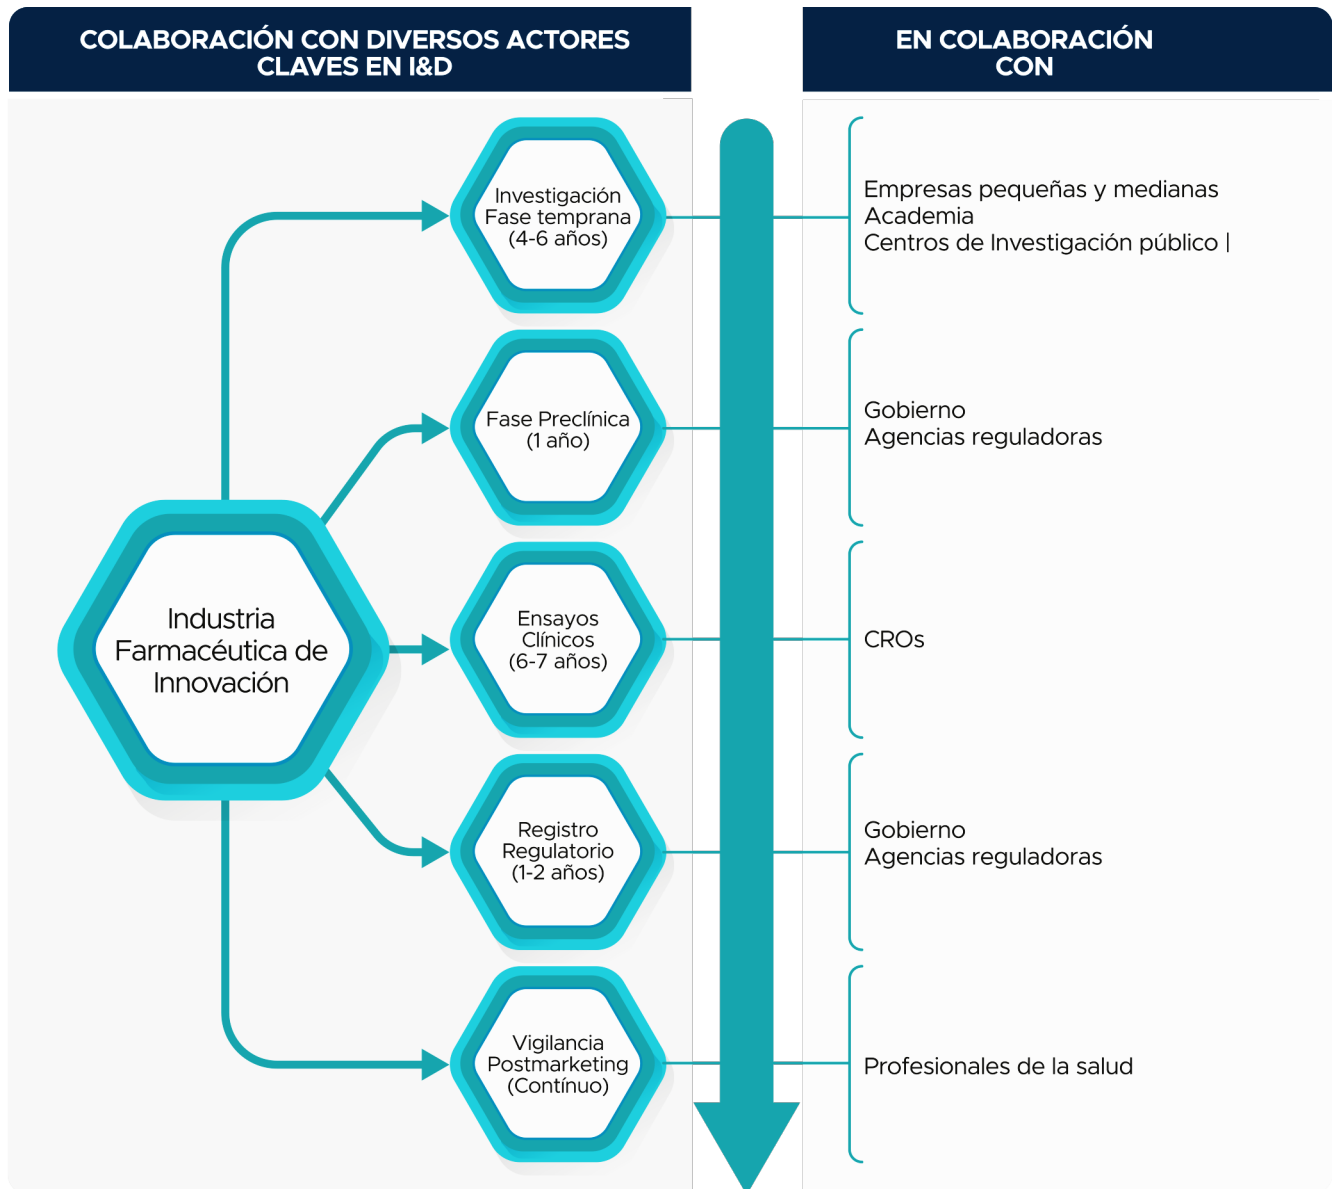 COLABORACIÓN CON DIVERSOS ACTORES
CLAVES EN I&D
EN COLABORACIÓN
CON
Industria
Farmacéutica de
Innovación
Investigación
Fase temprana
(4-6 años)
Empresas pequeñas y medianas
Academia
Centros de Investigación público |
Fase Preclínica
(1 año)
Gobierno
Agencias reguladoras
Ensayos
Clínicos
(6-7 años)
CROs
Registro
Regulatorio
(1-2 años)
Gobierno
Agencias reguladoras
Vigilancia
Postmarketing
(Contínuo)
Profesionales de la salud